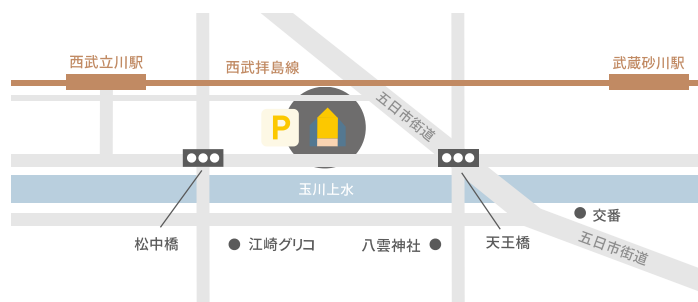 西武立川駅
西武拝島線
武蔵砂川駅
五日市街道
P
玉川上水
松中橋
江崎グリコ
八雲神社
天王橋
交番
五日市街道